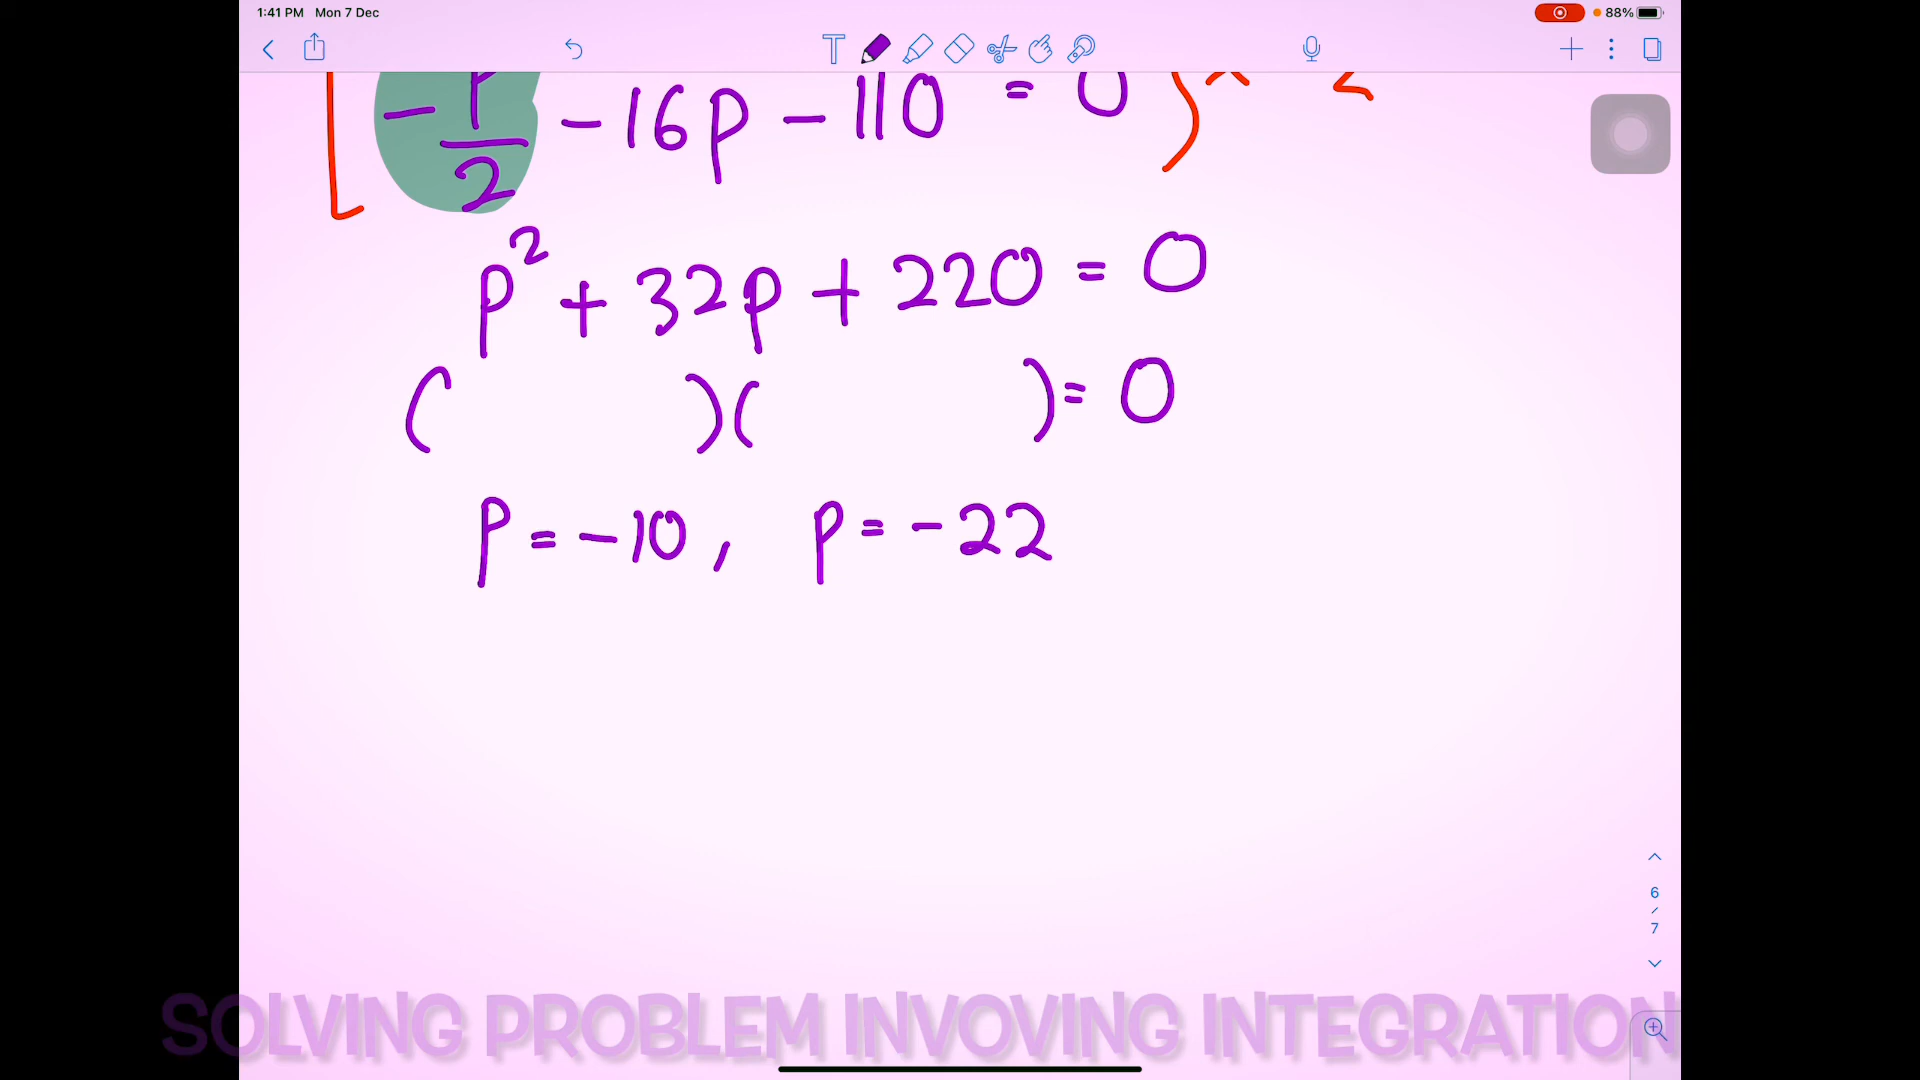 1:41 PM Mon 7 Dec
88%
T
- p/2 - 16p - 110 = 0
p² + 32p + 220 = 0
( )( ) = 0
p = -10, p = -22
6
/
7
SOLVING PROBLEM INVOVING INTEGRATION